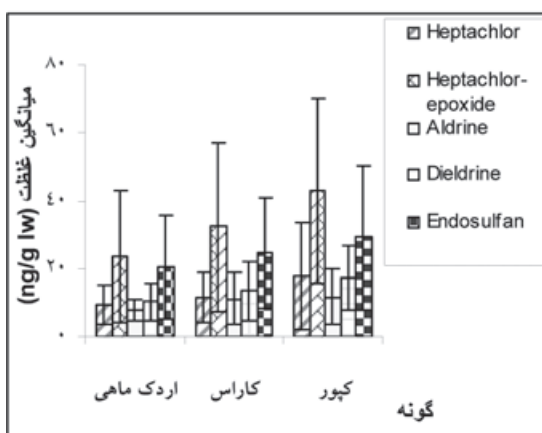 میانگین غلظت (ng/g lw)
۸۰
۶۰
۴۰
۲۰
۰
اردک ماهی
کاراس
کپور
گونه
Heptachlor
Heptachlor-
epoxide
Aldrine
Dieldrine
Endosulfan